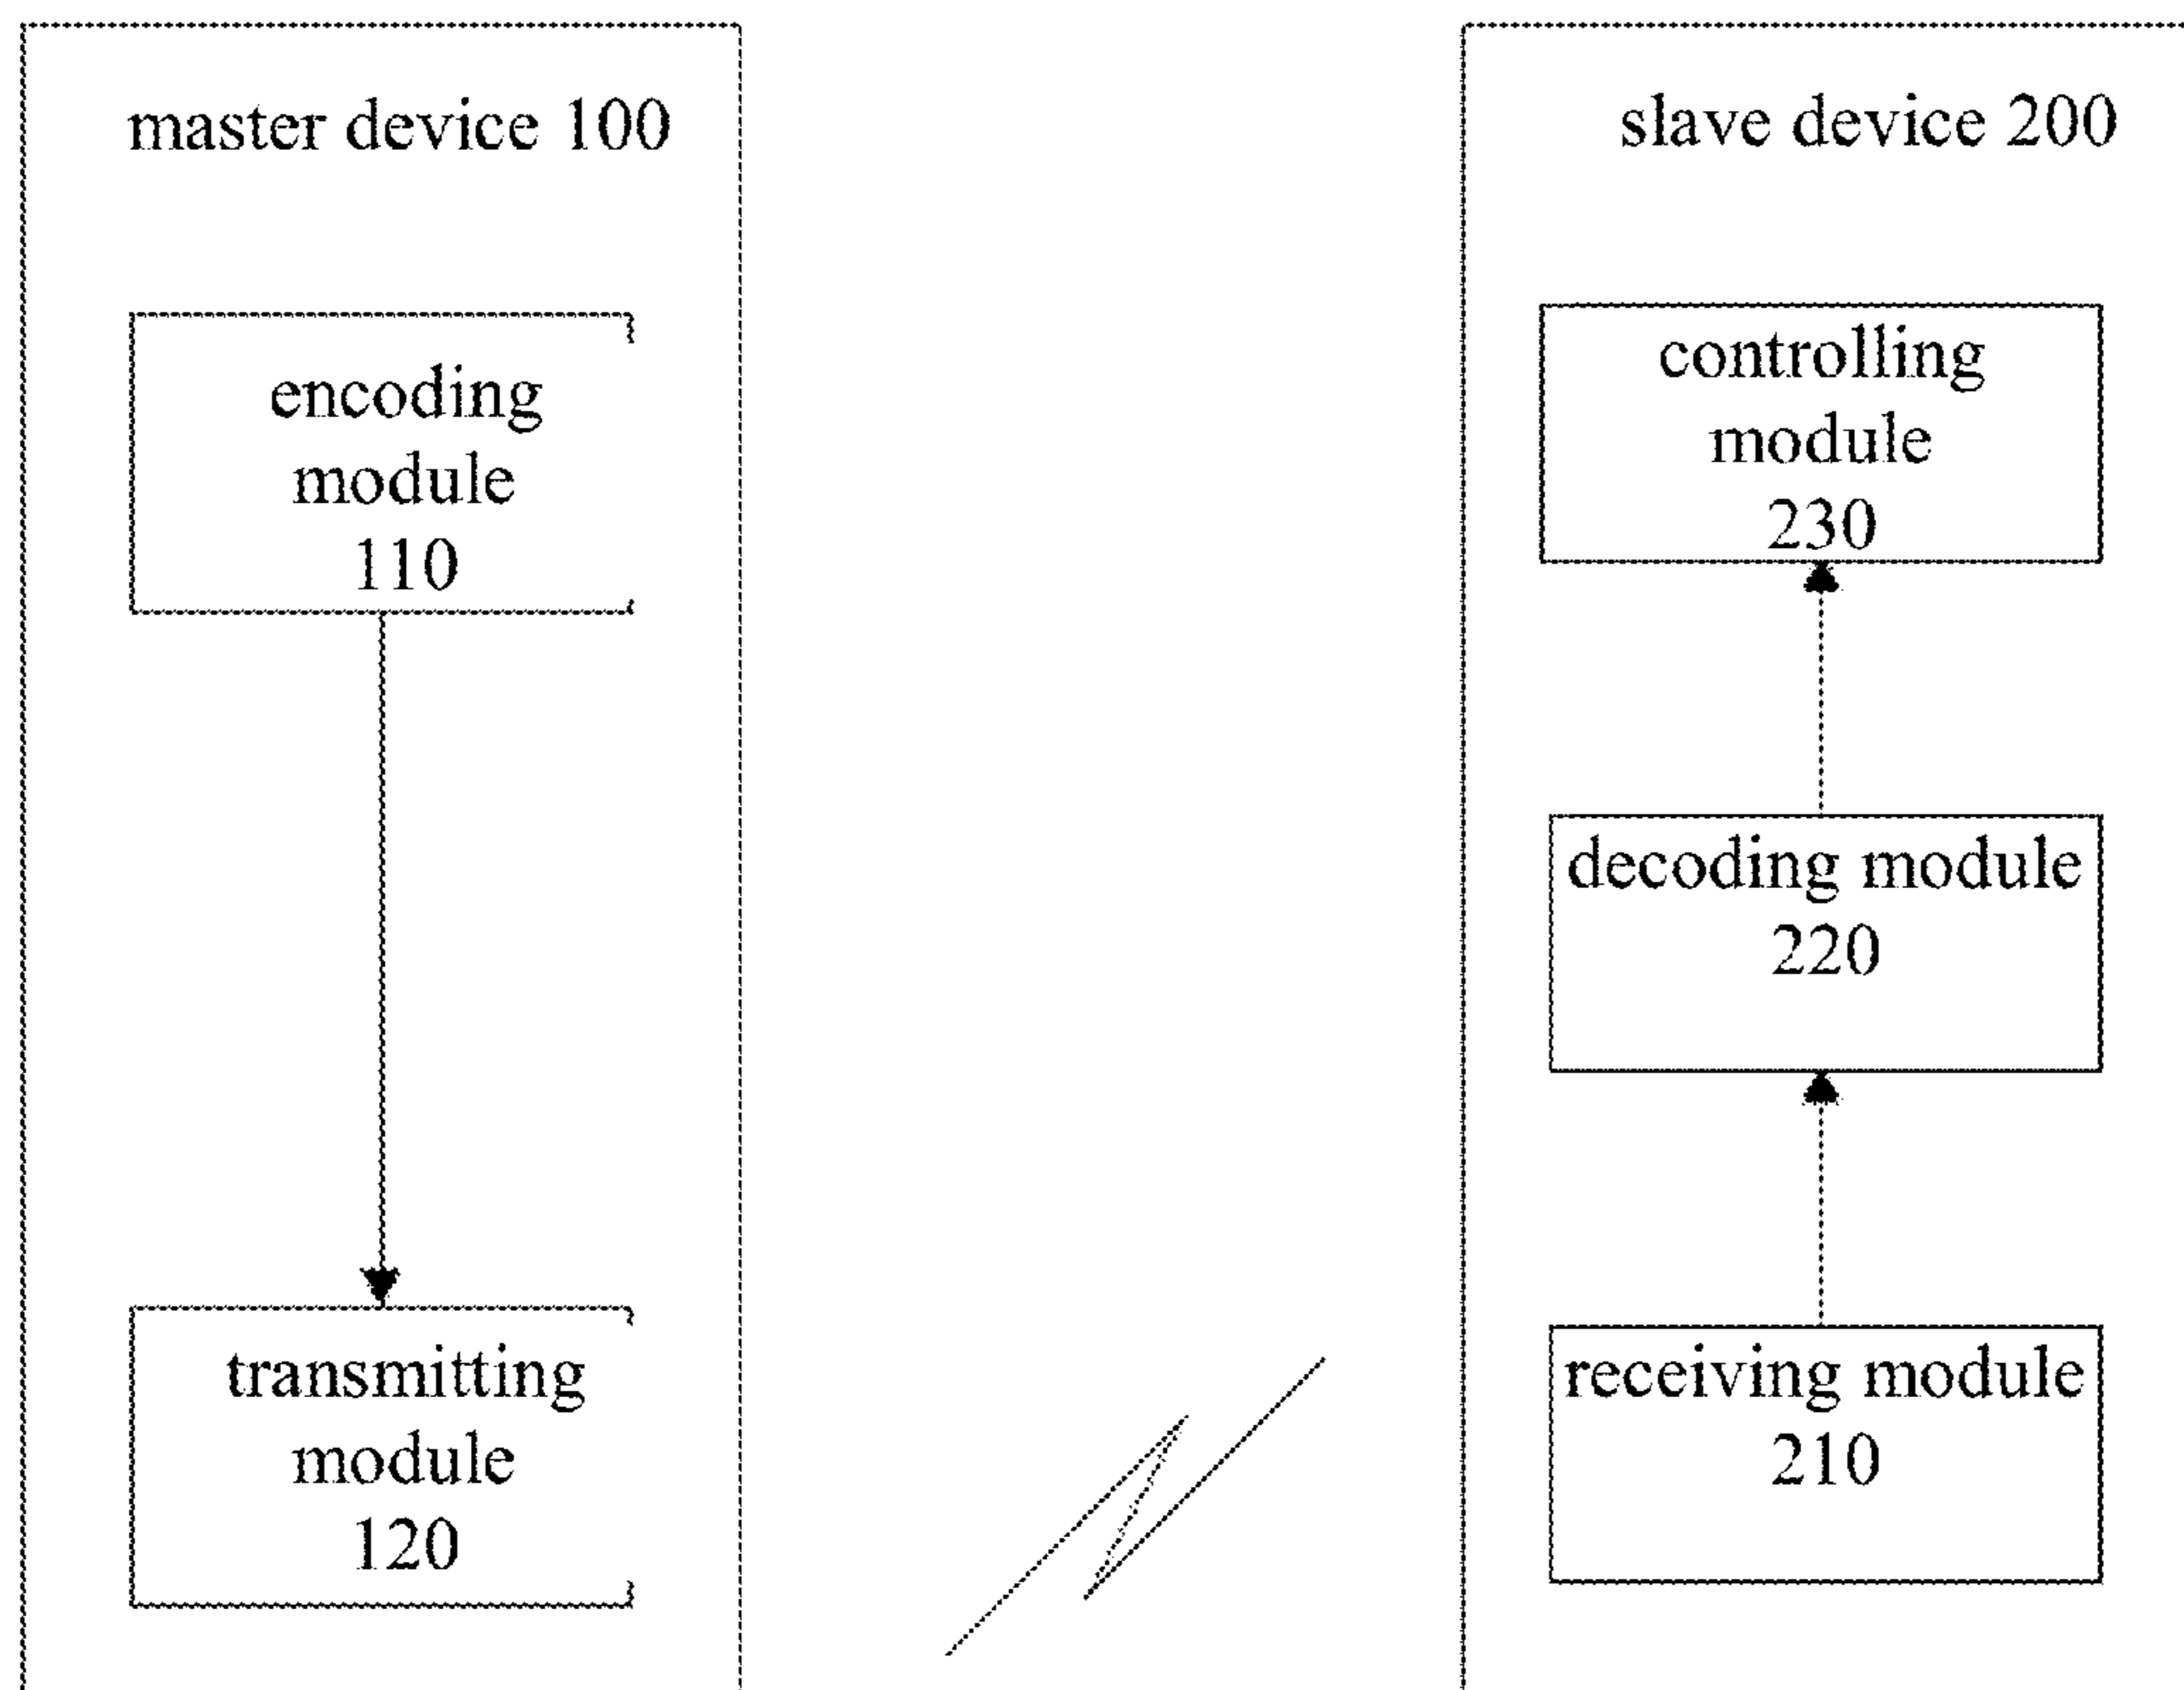 master device 100
encoding
module
110
transmitting
module
120
slave device 200
controlling
module
230
decoding module
220
receiving module
210